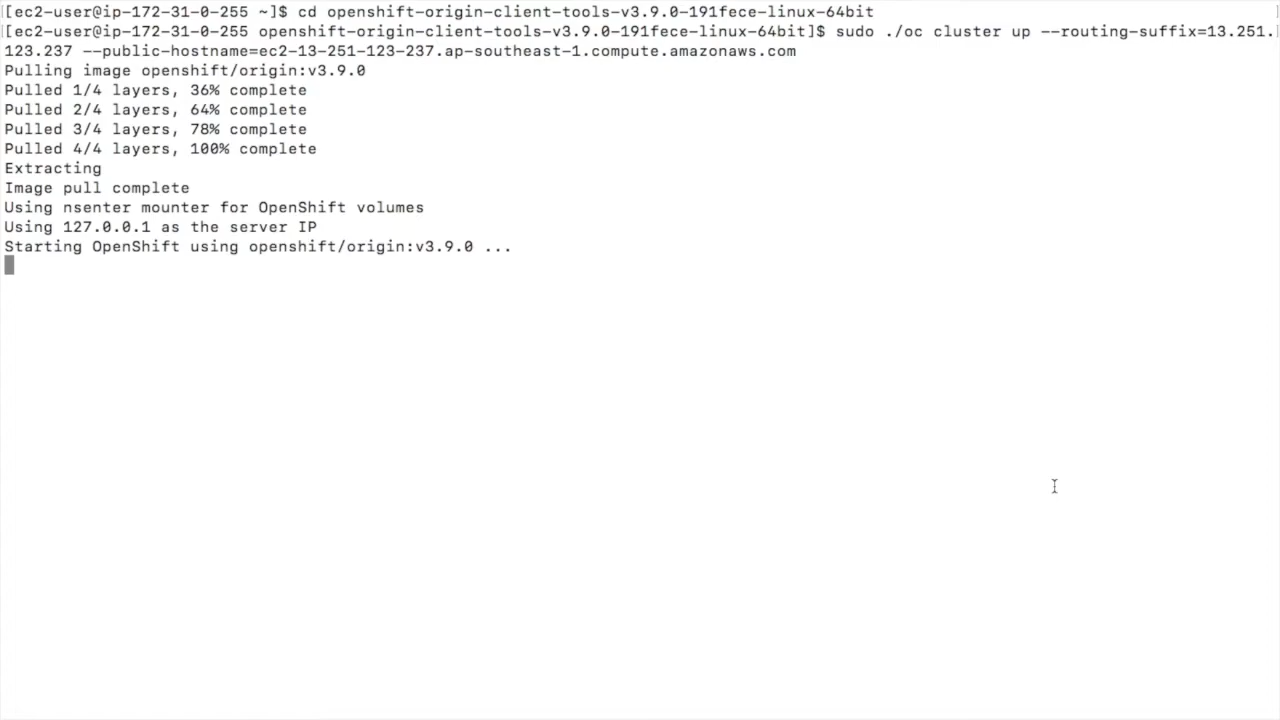 [ec2-user@ip-172-31-0-255 ~]$ cd openshift-origin-client-tools-v3.9.0-191fece-linux-64bit
[ec2-user@ip-172-31-0-255 openshift-origin-client-tools-v3.9.0-191fece-linux-64bit]$ sudo ./oc cluster up --routing-suffix=13.251.
123.237 --public-hostname=ec2-13-251-123-237.ap-southeast-1.compute.amazonaws.com
Pulling image openshift/origin:v3.9.0
Pulled 1/4 layers, 36% complete
Pulled 2/4 layers, 64% complete
Pulled 3/4 layers, 78% complete
Pulled 4/4 layers, 100% complete
Extracting
Image pull complete
Using nsenter mounter for OpenShift volumes
Using 127.0.0.1 as the server IP
Starting OpenShift using openshift/origin:v3.9.0 ...